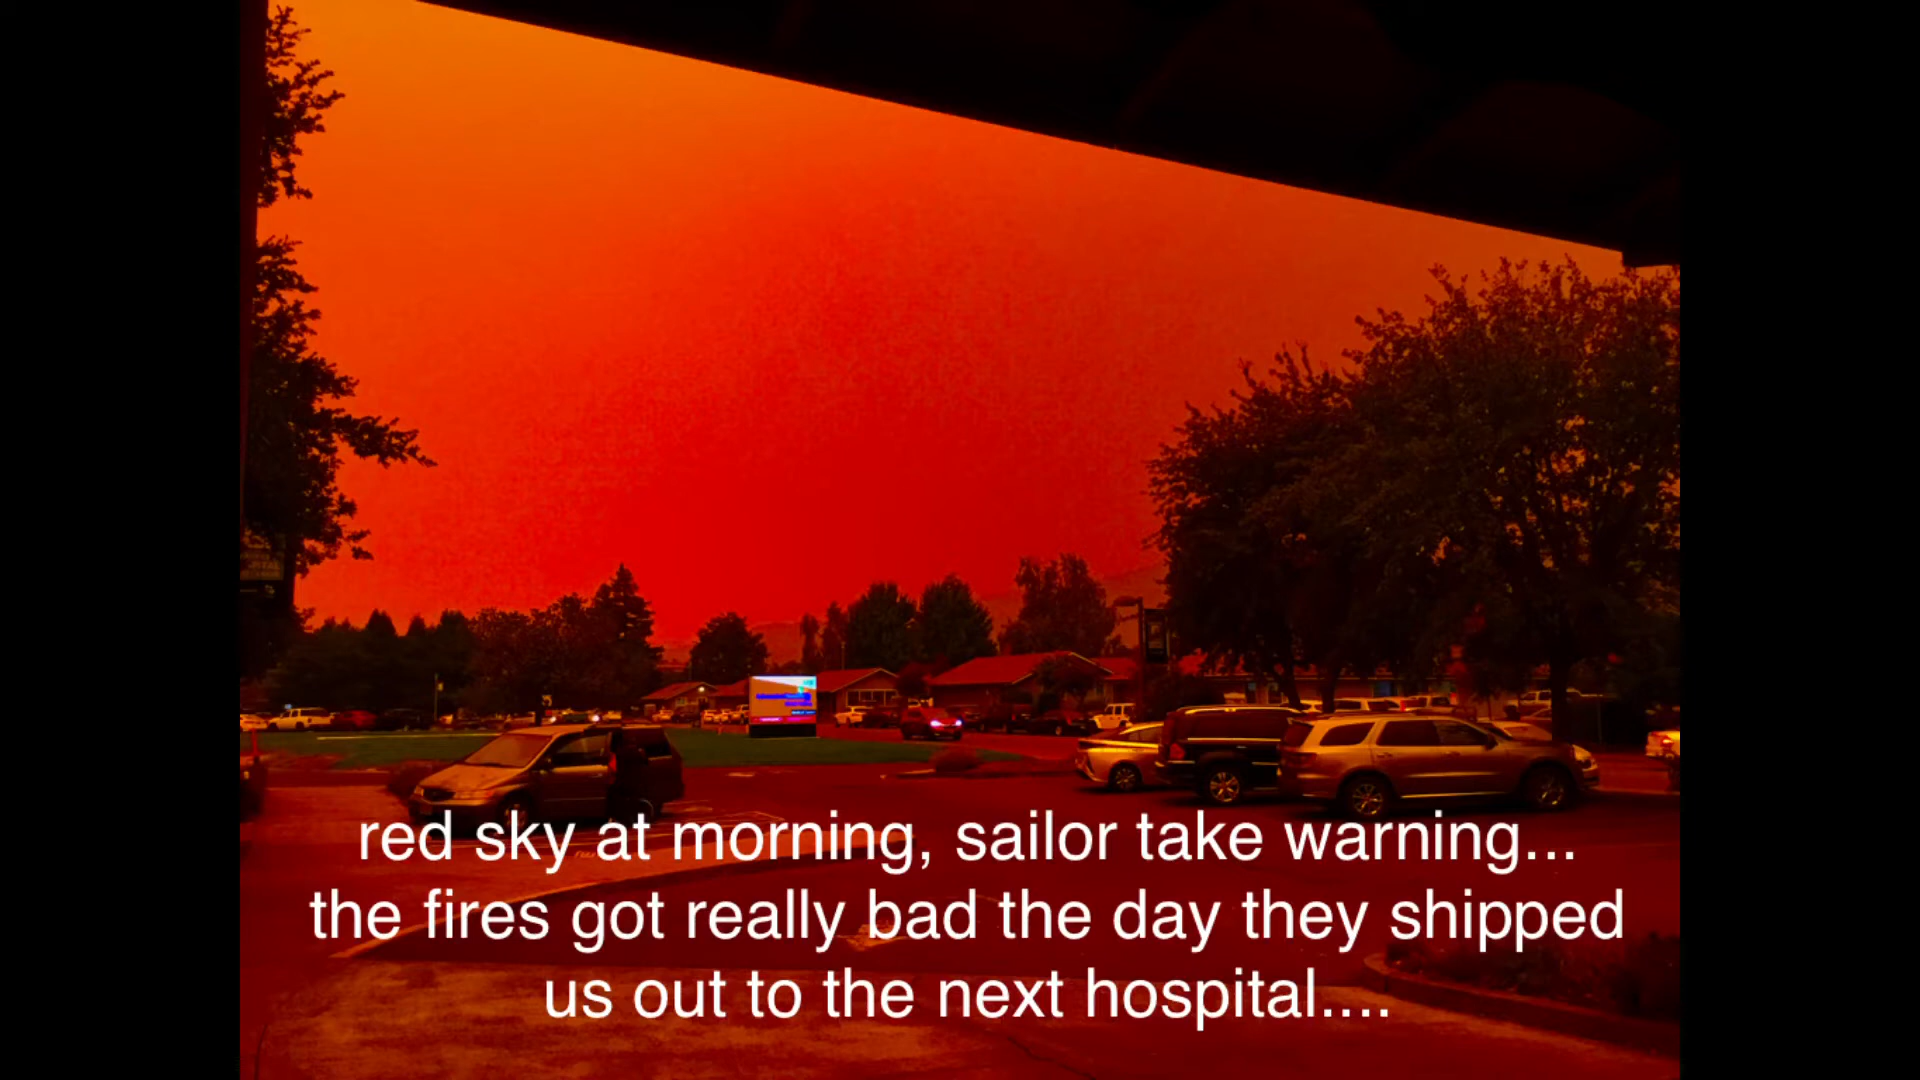 red sky at morning, sailor take warning...
the fires got really bad the day they shipped
us out to the next hospital....